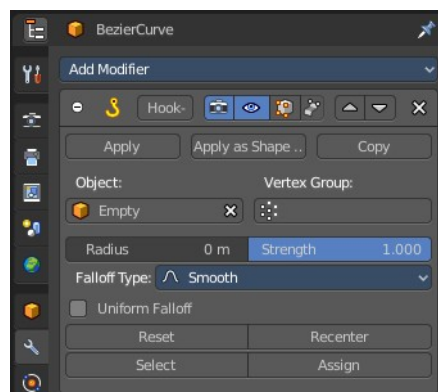 BezierCurve
Add Modifier
Hook-
Apply Apply as Shape .. Copy
Object: Vertex Group:
Empty
Radius 0 m Strength 1.000
Falloff Type: Smooth
Uniform Falloff
Reset Recenter
Select Assign